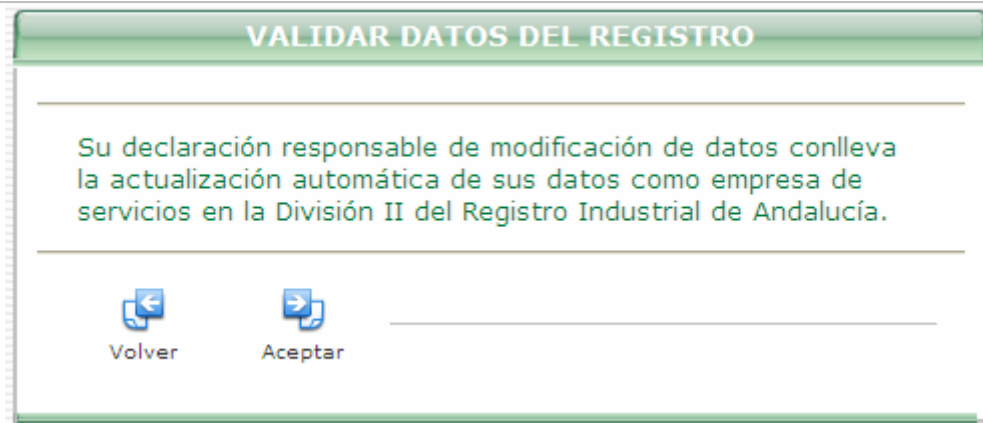 VALIDAR DATOS DEL REGISTRO
Su declaración responsable de modificación de datos conlleva
la actualización automática de sus datos como empresa de
servicios en la División II del Registro Industrial de Andalucía.
Volver Aceptar